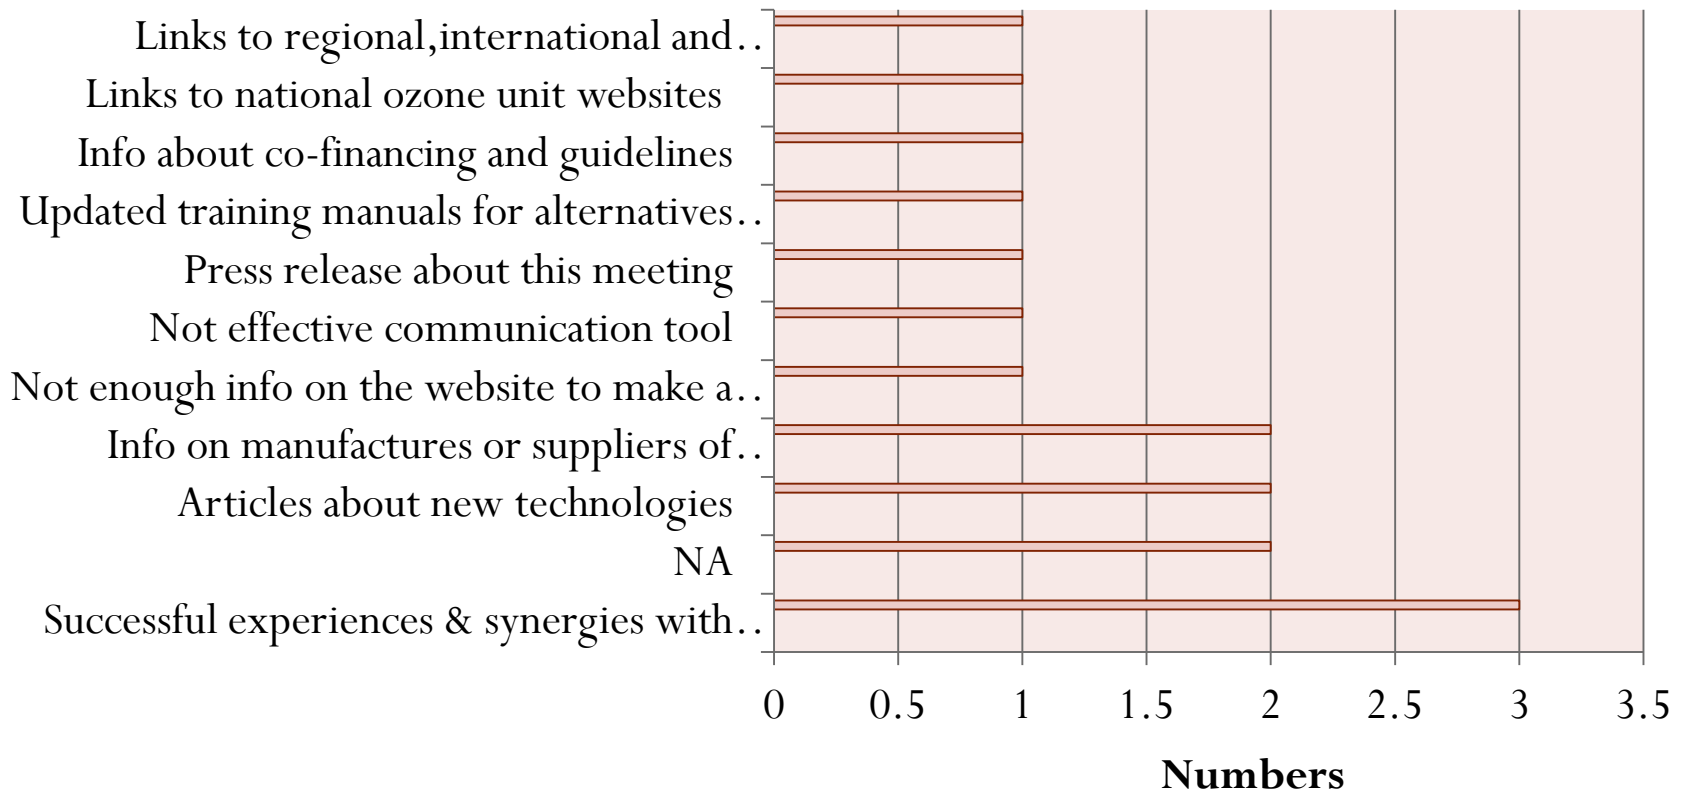 Links to regional,international and..
Links to national ozone unit websites
Info about co-financing and guidelines
Updated training manuals for alternatives..
Press release about this meeting
Not effective communication tool
Not enough info on the website to make a..
Info on manufactures or suppliers of..
Articles about new technologies
NA
Successful experiences & synergies with..
0 0.5 1 1.5 2 2.5 3 3.5
Numbers